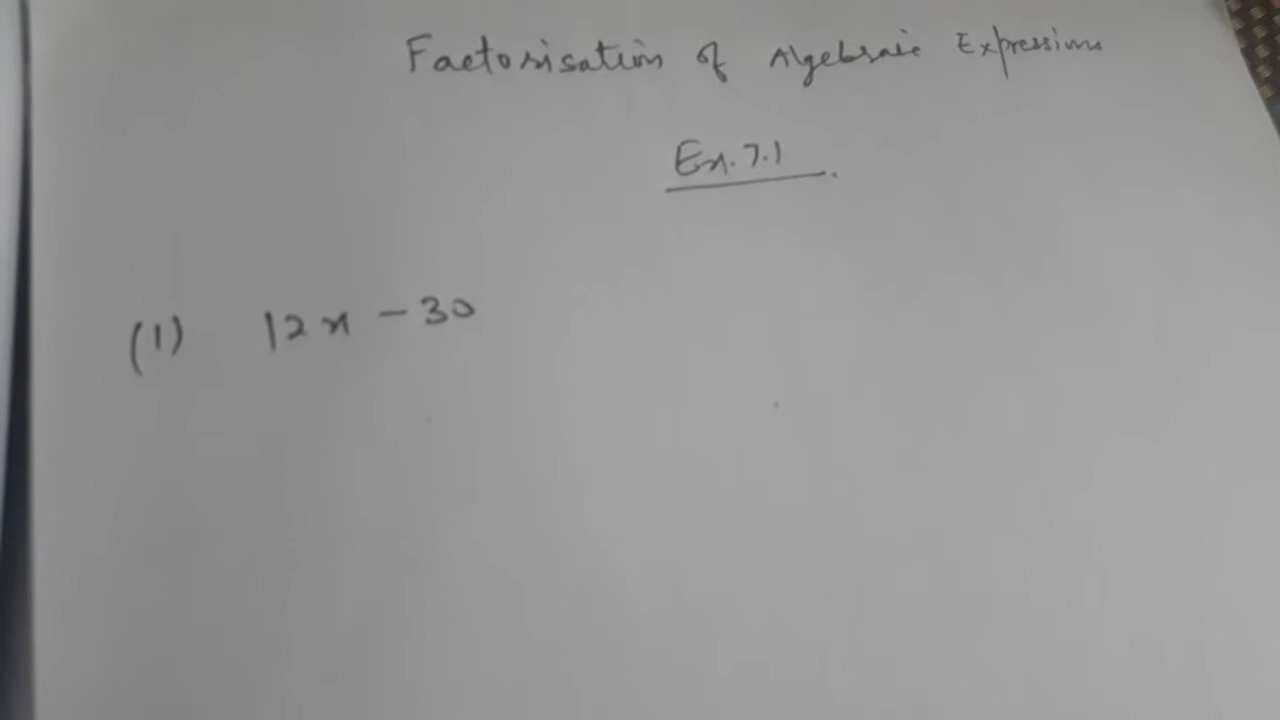 Factorisation of Algebraic Expressions
Ex. 7.1
(1) 12x - 30